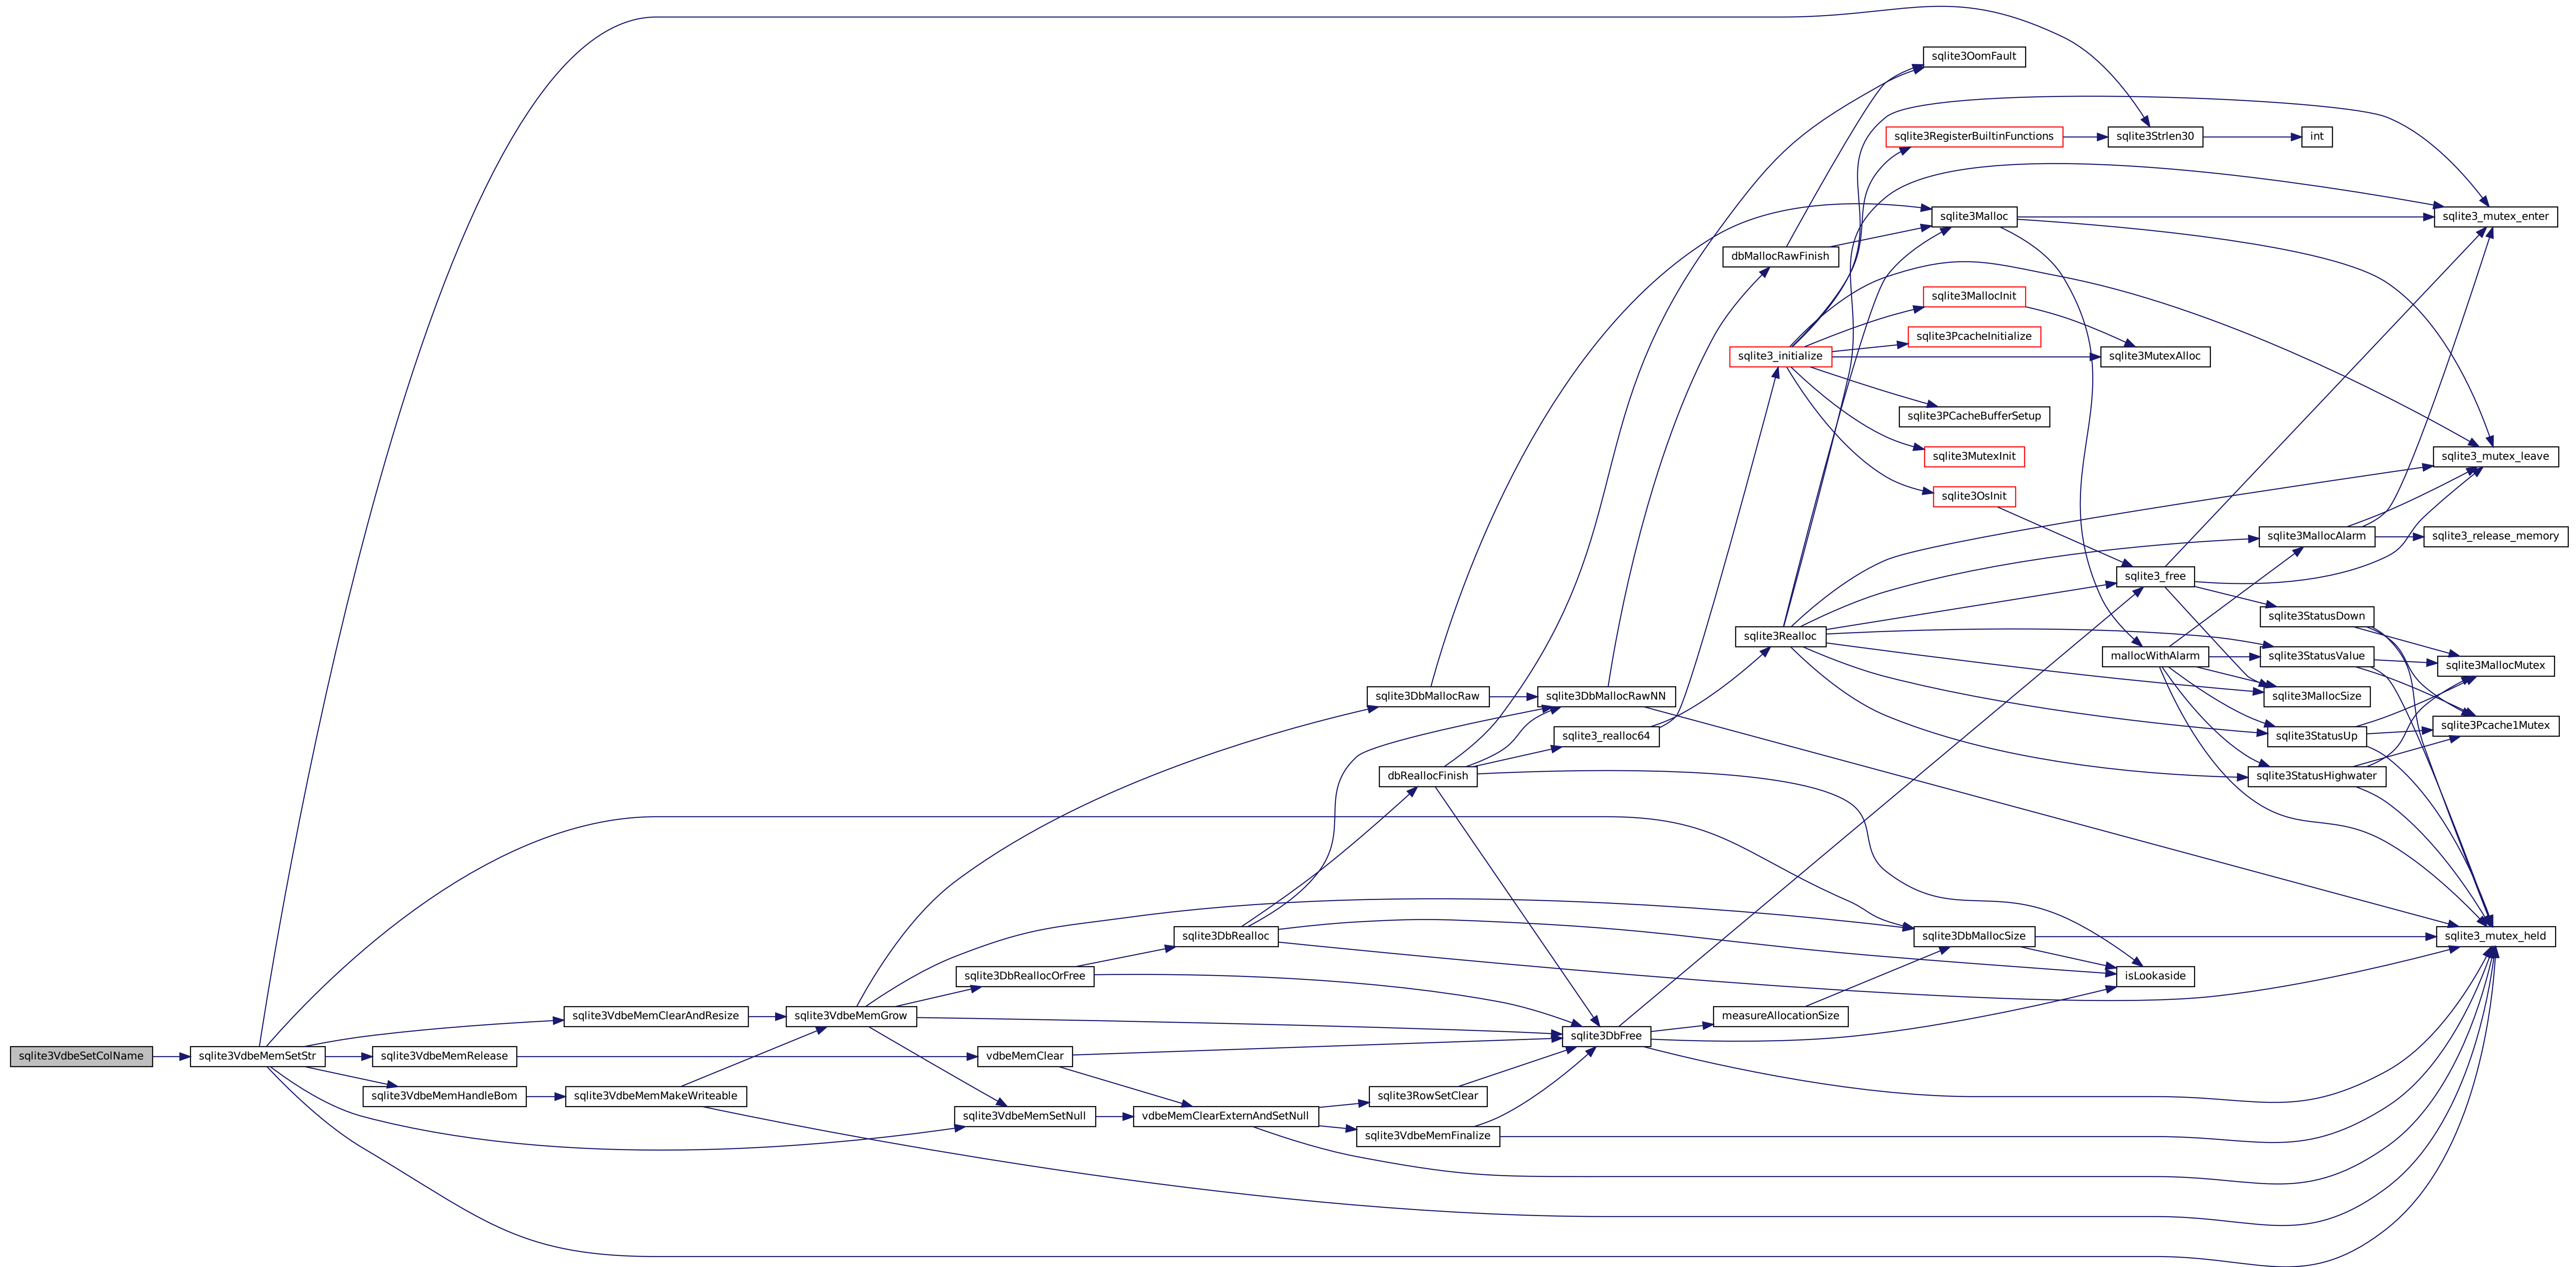 sqlite3OomFault
sqlite3RegisterBuiltinFunctions
sqlite3Strlen30
int
sqlite3Malloc
sqlite3_mutex_enter
dbMallocRawFinish
sqlite3MallocInit
sqlite3PcacheInitialize
sqlite3_initialize
sqlite3MutexAlloc
sqlite3PCacheBufferSetup
sqlite3MutexInit
sqlite3_mutex_leave
sqlite3OsInit
sqlite3MallocAlarm
sqlite3_release_memory
sqlite3_free
sqlite3StatusDown
sqlite3Realloc
mallocWithAlarm
sqlite3StatusValue
sqlite3MallocMutex
sqlite3DbMallocRaw
sqlite3DbMallocRawNN
sqlite3MallocSize
sqlite3Pcache1Mutex
sqlite3_realloc64
sqlite3StatusUp
dbReallocFinish
sqlite3StatusHighwater
sqlite3DbRealloc
sqlite3DbMallocSize
sqlite3_mutex_held
sqlite3DbReallocOrFree
isLookaside
sqlite3VdbeMemClearAndResize
sqlite3VdbeMemGrow
measureAllocationSize
sqlite3DbFree
sqlite3VdbeSetColName
sqlite3VdbeMemSetStr
sqlite3VdbeMemRelease
vdbeMemClear
sqlite3VdbeMemHandleBom
sqlite3VdbeMemMakeWriteable
sqlite3RowSetClear
sqlite3VdbeMemSetNull
vdbeMemClearExternAndSetNull
sqlite3VdbeMemFinalize